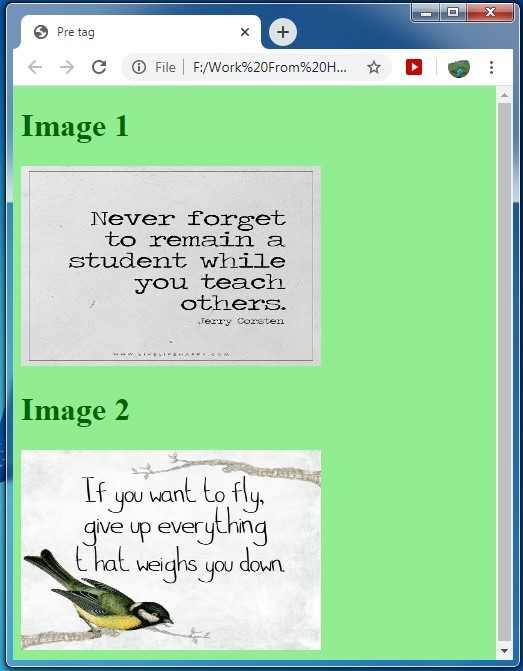 Pre tag
File
F:/Work%20From%20H...
Image 1
Never forget
to remain a
student while
you teach
others.
- Jerry Corsten
WWW.LIVELIFEHAPPY.COM
Image 2
If you want to fly,
give up everything
that weighs you down